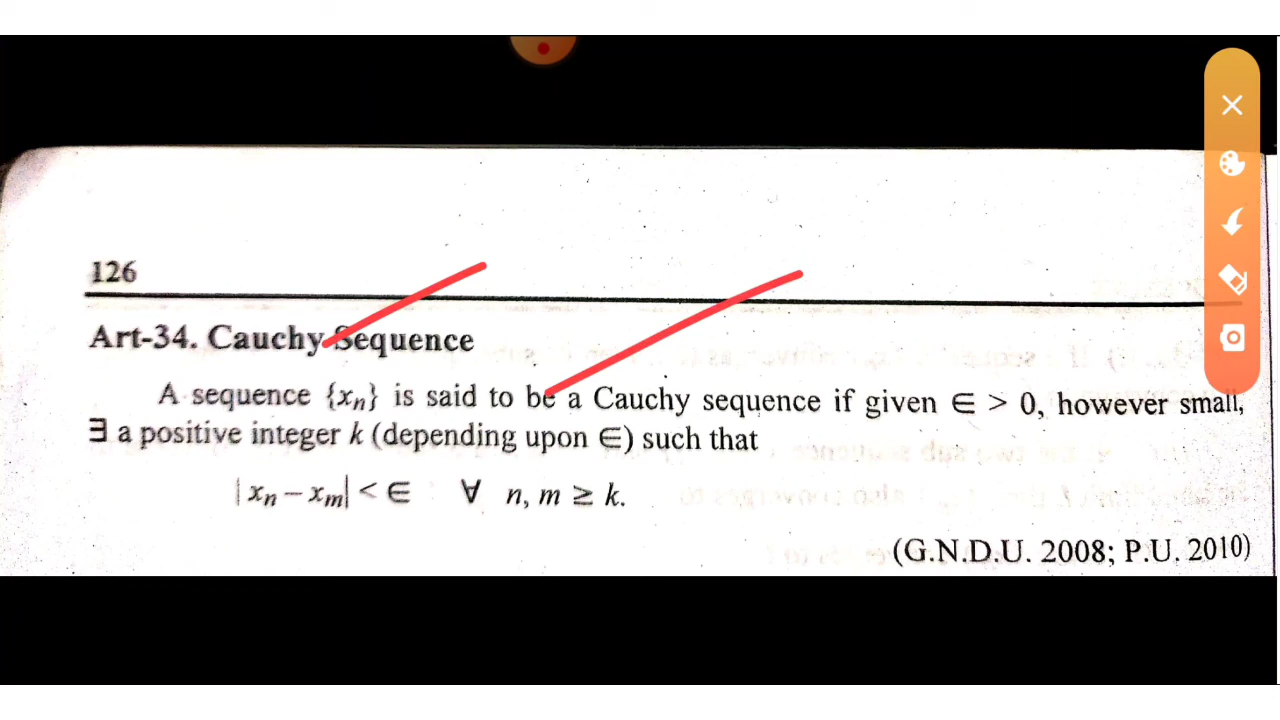 126
Art-34. Cauchy Sequence
A sequence {xₙ} is said to be a Cauchy sequence if given ∈ > 0, however small,
∃ a positive integer k (depending upon ∈) such that
|xₙ – xₘ| < ∈ ∀ n, m ≥ k.
(G.N.D.U. 2008; P.U. 2010)